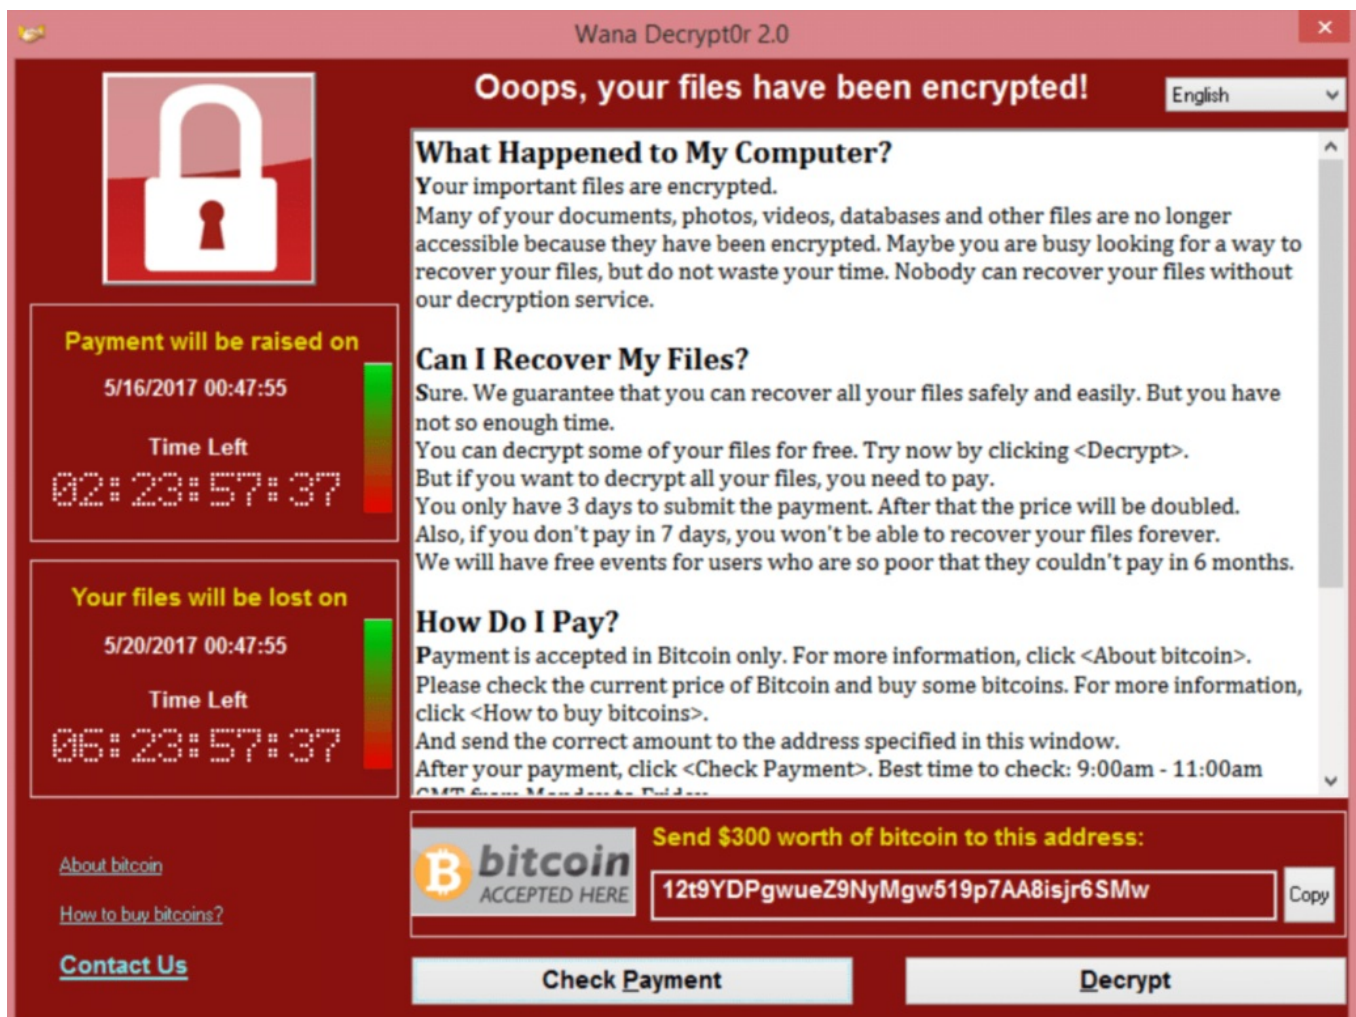 Wana Decrypt0r 2.0
Ooops, your files have been encrypted!
English
Payment will be raised on
5/16/2017 00:47:55
Time Left
02:23:57:37
Your files will be lost on
5/20/2017 00:47:55
Time Left
06:23:57:37
About bitcoin
How to buy bitcoins?
Contact Us
What Happened to My Computer?
Your important files are encrypted.
Many of your documents, photos, videos, databases and other files are no longer
accessible because they have been encrypted. Maybe you are busy looking for a way to
recover your files, but do not waste your time. Nobody can recover your files without
our decryption service.
Can I Recover My Files?
Sure. We guarantee that you can recover all your files safely and easily. But you have
not so enough time.
You can decrypt some of your files for free. Try now by clicking <Decrypt>.
But if you want to decrypt all your files, you need to pay.
You only have 3 days to submit the payment. After that the price will be doubled.
Also, if you don't pay in 7 days, you won't be able to recover your files forever.
We will have free events for users who are so poor that they couldn't pay in 6 months.
How Do I Pay?
Payment is accepted in Bitcoin only. For more information, click <About bitcoin>.
Please check the current price of Bitcoin and buy some bitcoins. For more information,
click <How to buy bitcoins>.
And send the correct amount to the address specified in this window.
After your payment, click <Check Payment>. Best time to check: 9:00am - 11:00am
GMT from Monday to Friday.
bitcoin
ACCEPTED HERE
Send $300 worth of bitcoin to this address:
12t9YDPgwueZ9NyMgw519p7AA8isjr6SMw
Copy
Check Payment
Decrypt